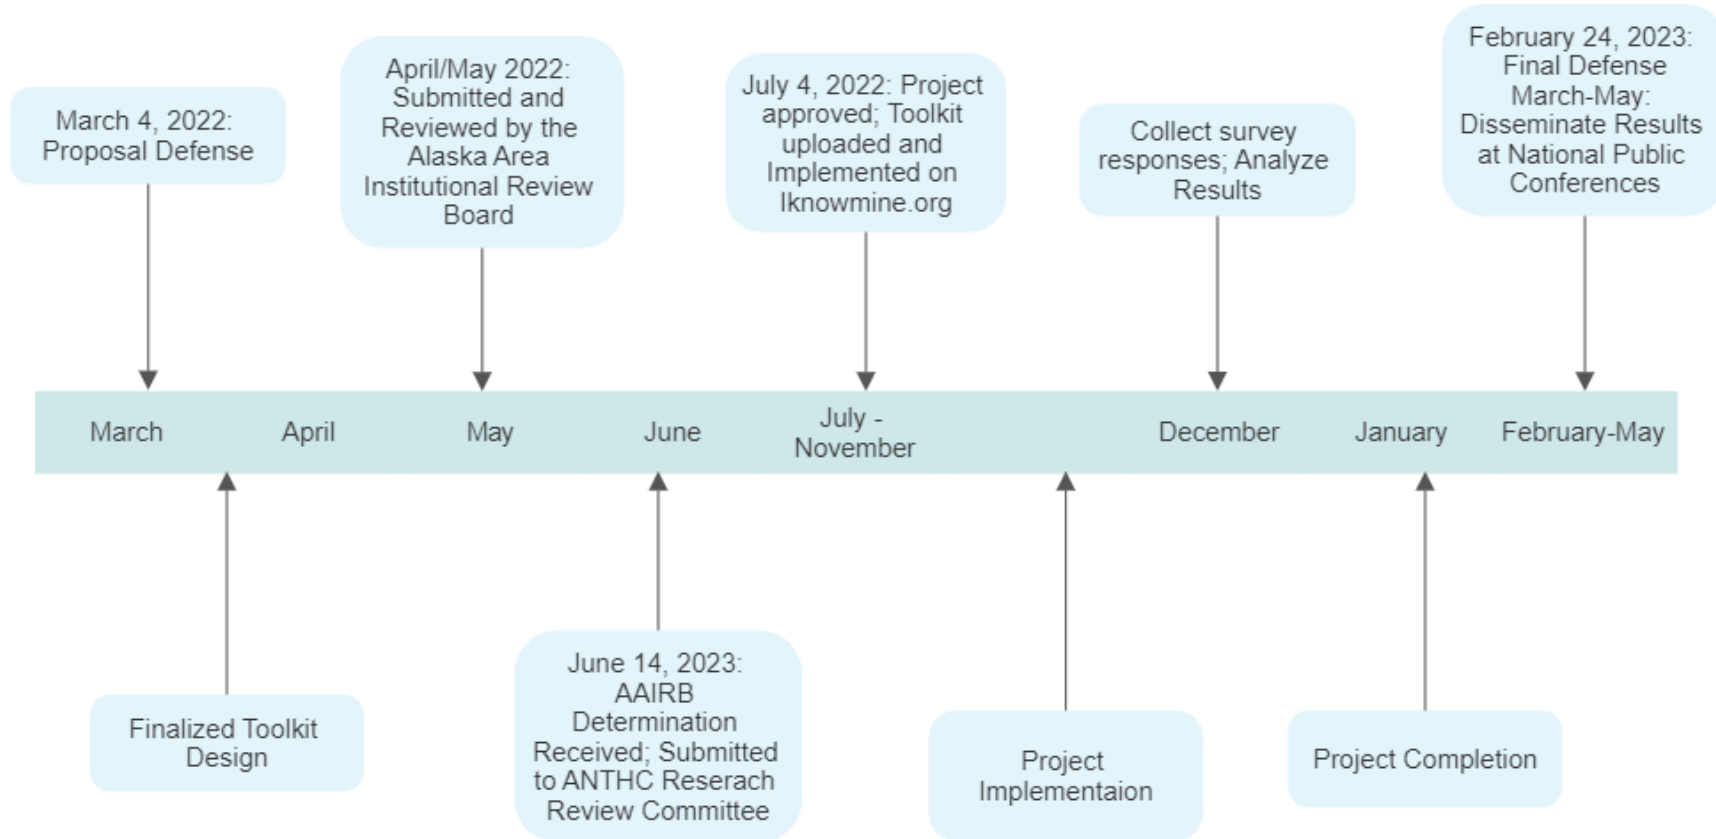 March 4, 2022:
Proposal Defense
April/May 2022:
Submitted and
Reviewed by the
Alaska Area
Institutional Review
Board
July 4, 2022: Project
approved; Toolkit
uploaded and
Implemented on
Iknowmine.org
Collect survey
responses; Analyze
Results
February 24, 2023:
Final Defense
March-May:
Disseminate Results
at National Public
Conferences
March
April
May
June
July -
November
December
January
February-May
Finalized Toolkit
Design
June 14, 2023:
AAIRB
Determination
Received; Submitted
to ANTHC Reserach
Review Committee
Project
Implementaion
Project Completion